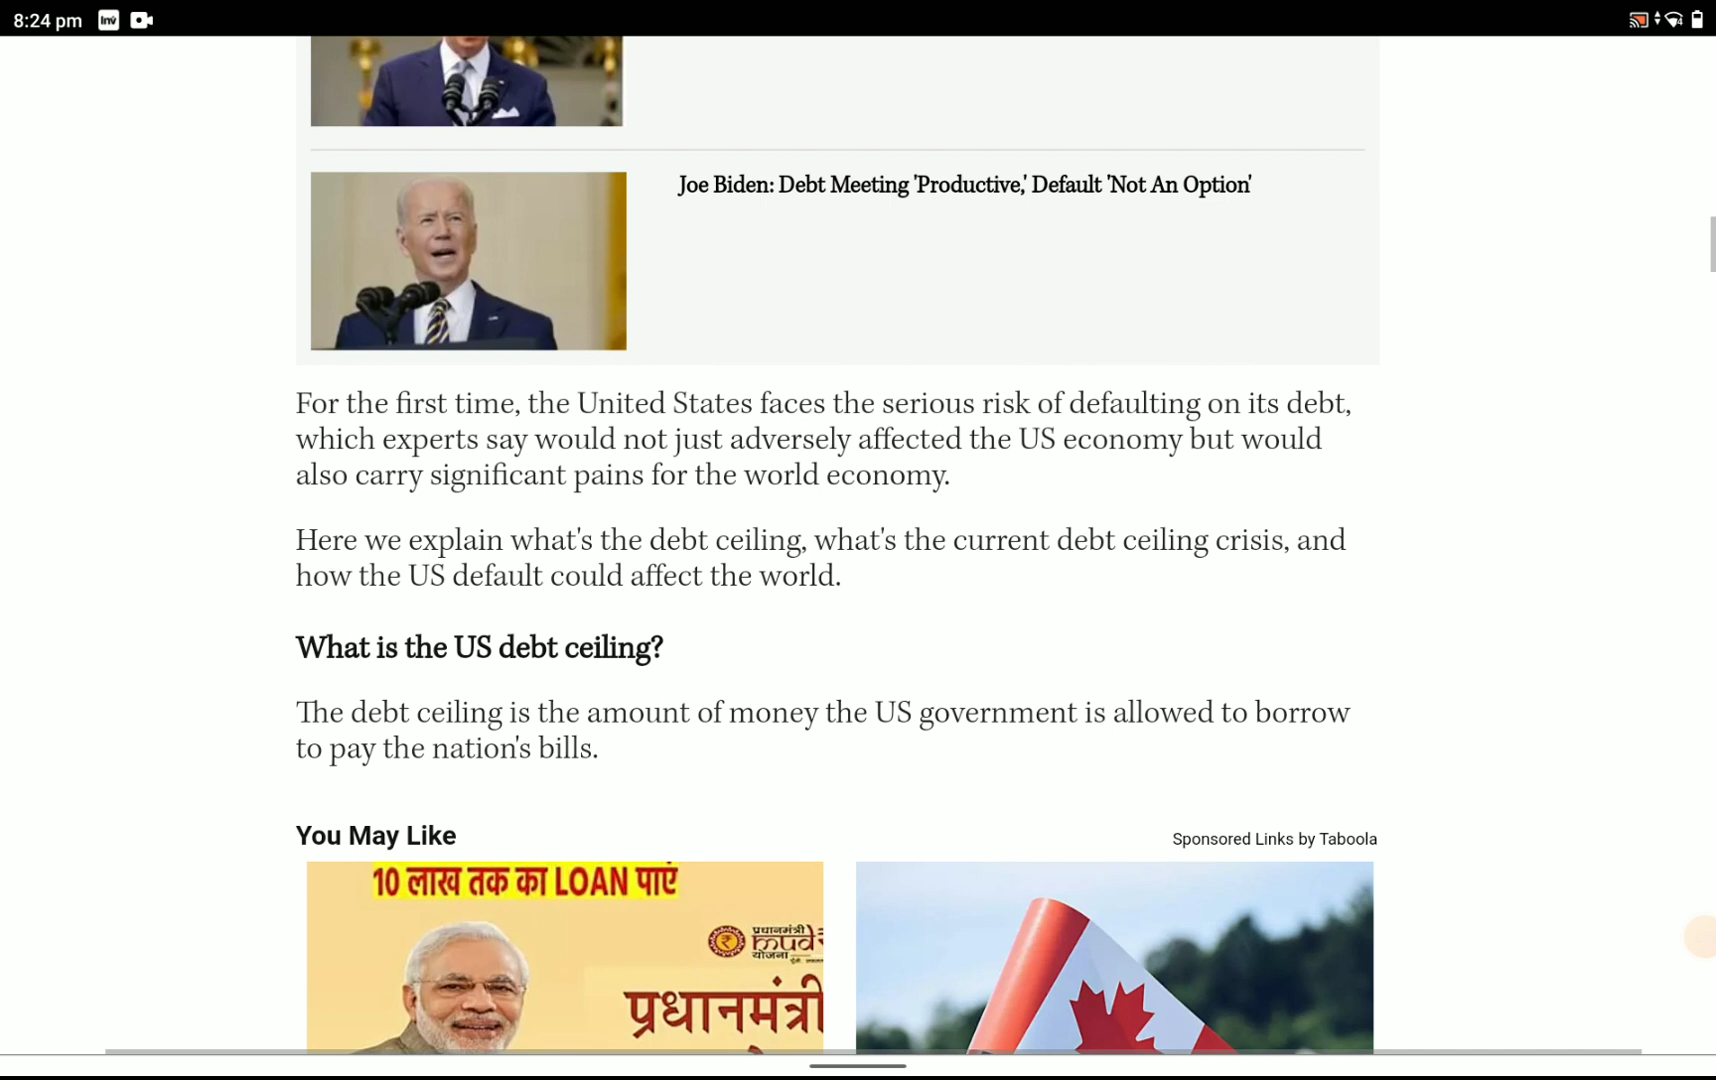 8:24 pm
inv
Joe Biden: Debt Meeting 'Productive,' Default 'Not An Option'
For the first time, the United States faces the serious risk of defaulting on its debt,
which experts say would not just adversely affected the US economy but would
also carry significant pains for the world economy.
Here we explain what's the debt ceiling, what's the current debt ceiling crisis, and
how the US default could affect the world.
What is the US debt ceiling?
The debt ceiling is the amount of money the US government is allowed to borrow
to pay the nation's bills.
You May Like
Sponsored Links by Taboola
10 लाख तक का LOAN पाएं
प्रधानमंत्री
mud
योजना
प्रधानमंत्री